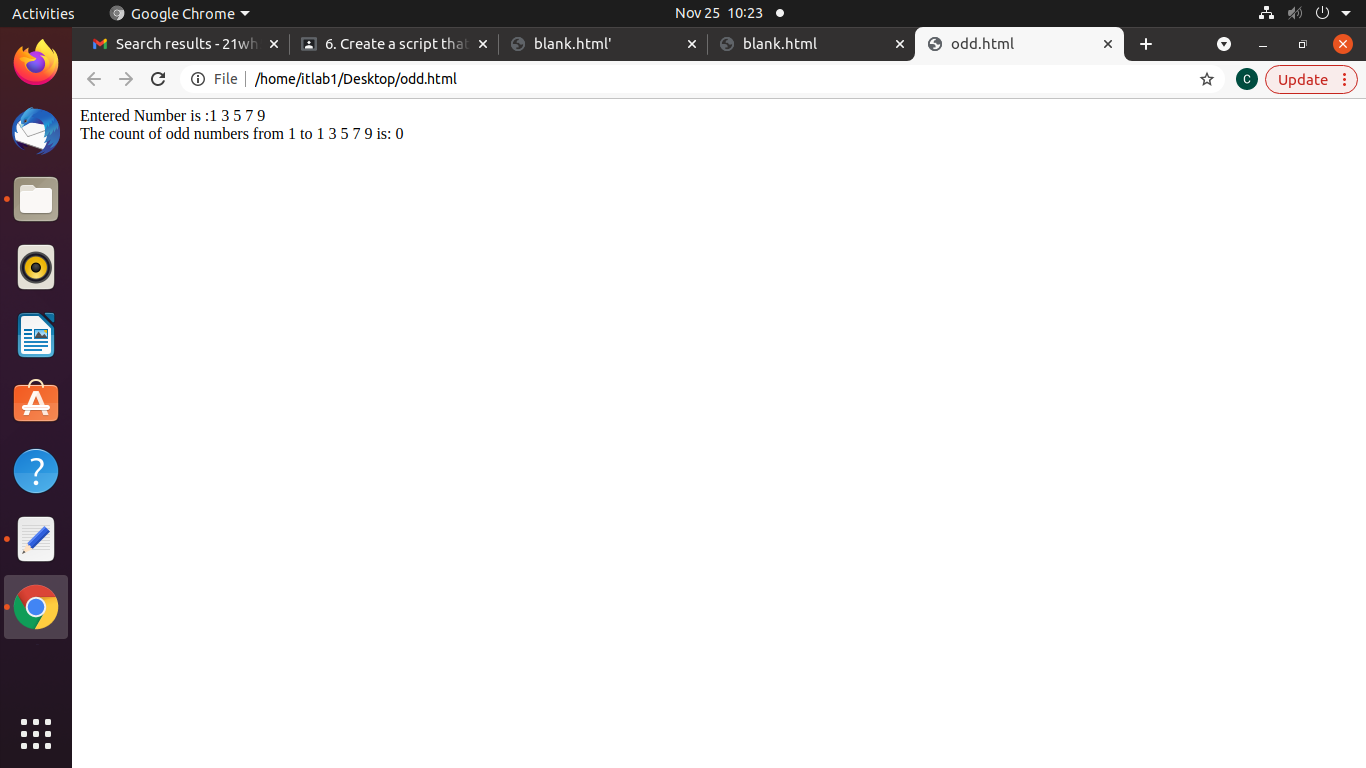 Activities
Google Chrome
Nov 25 10:23
Search results - 21wh
6. Create a script that
blank.html'
blank.html
odd.html
File
/home/itlab1/Desktop/odd.html
C
Update
Entered Number is :1 3 5 7 9
The count of odd numbers from 1 to 1 3 5 7 9 is: 0